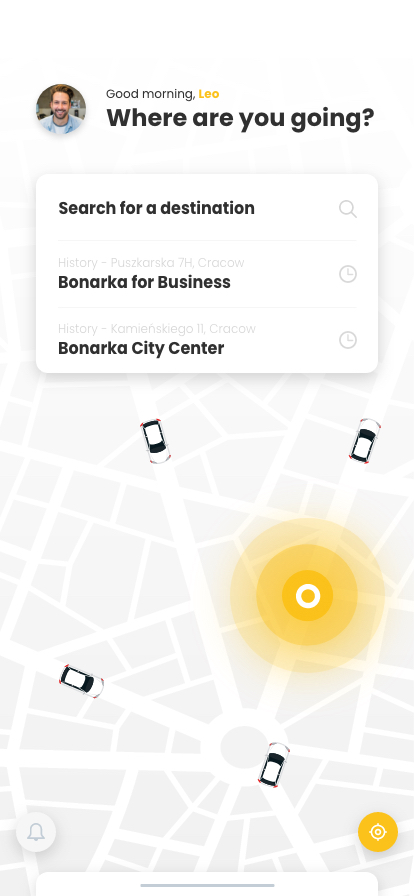 Good morning, Leo
Where are you going?
Search for a destination
History - Puszkarska 7H, Cracow
Bonarka for Business
History - Kamieńskiego 11, Cracow
Bonarka City Center